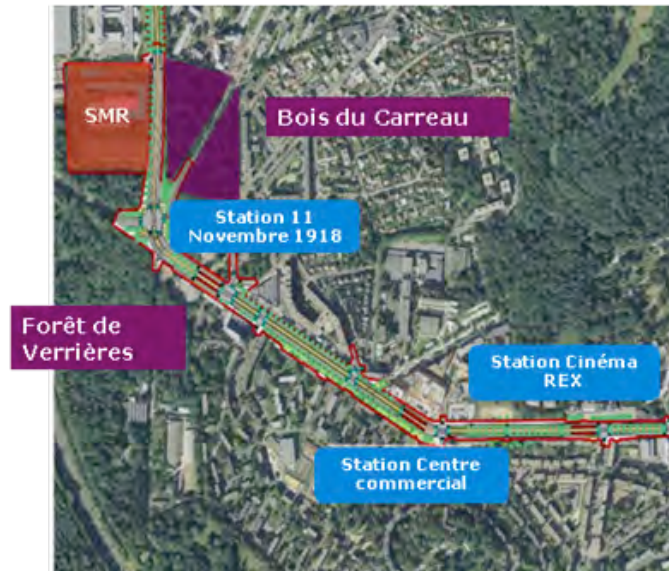 SMR
Bois du Carreau
Station 11
Novembre 1918
Forêt de
Verrières
Station Cinéma
REX
Station Centre
commercial